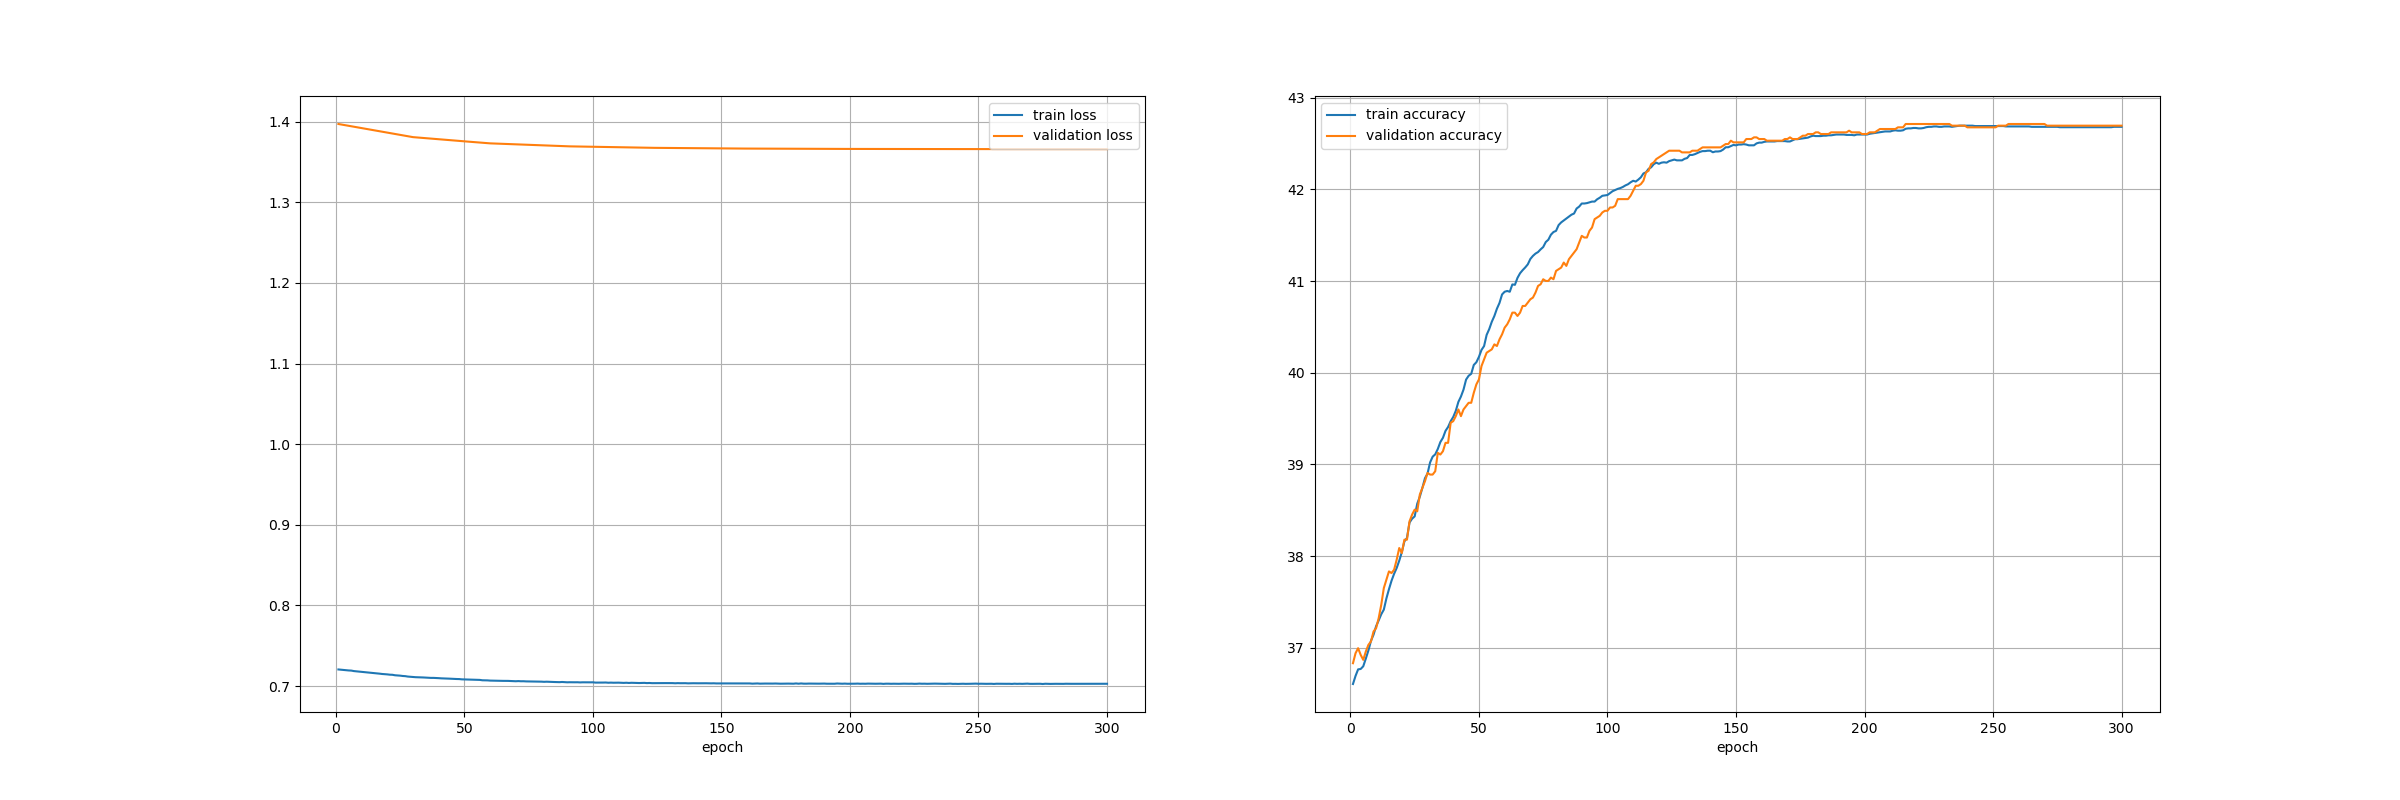 train loss
validation loss
1.4
1.3
1.2
1.1
1.0
0.9
0.8
0.7
0 50 100 150 200 250 300
epoch
train accuracy
validation accuracy
43
42
41
40
39
38
37
0 50 100 150 200 250 300
epoch